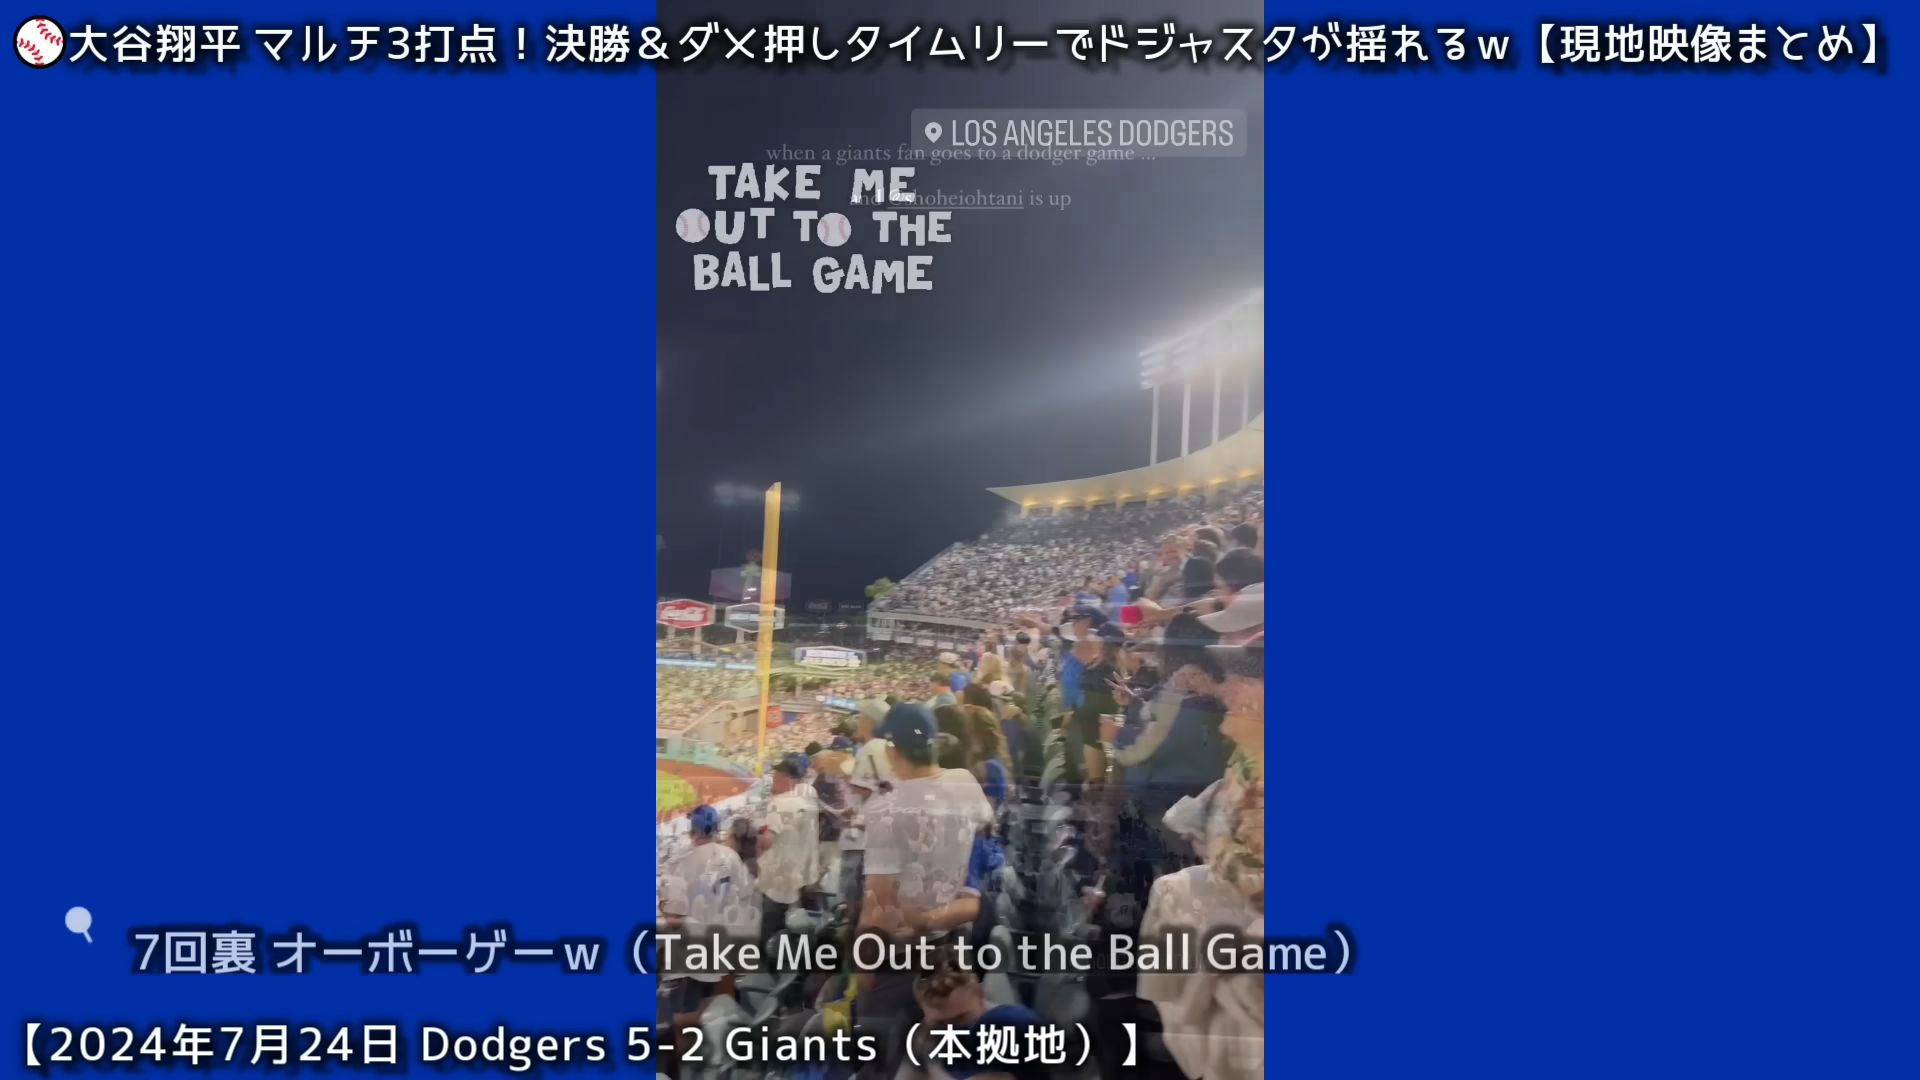 大谷翔平 マルチ3打点！決勝＆ダメ押しタイムリーでドジャスタが揺れるｗ【現地映像まとめ】
LOS ANGELES DODGERS
when a giants fan goes to a dodger game ...
and @shoheiohtani is up
TAKE ME
OUT TO THE
BALL GAME
7回裏 オーボーゲーｗ（Take Me Out to the Ball Game）
【2024年7月24日 Dodgers 5-2 Giants（本拠地）】